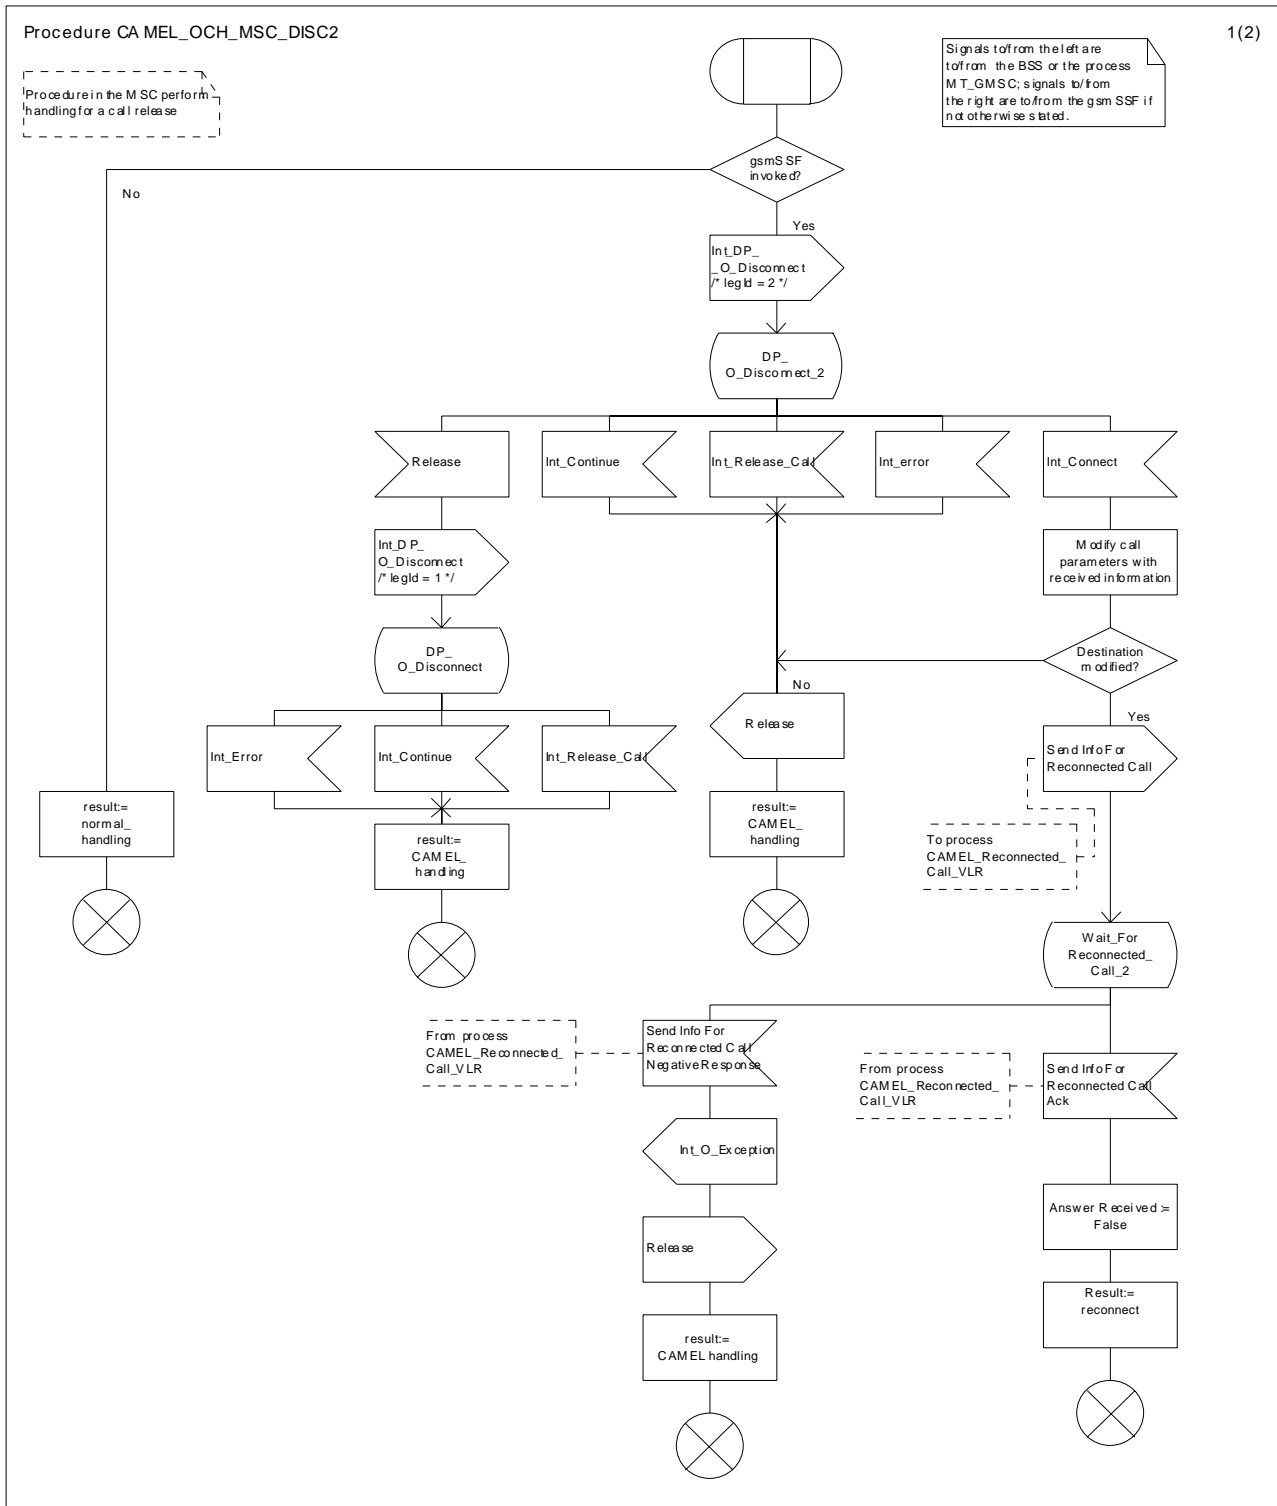 Procedure CAMEL_OCH_MSC_DISC2
1(2)
Procedure in the MSC perform
handling for a call release
Signals to/from the left are
to/from the BSS or the process
MT_GMSC; signals to/from
the right are to/from the gsmSSF if
not otherwise stated.
gsmSSF
invoked?
No
Yes
Int_DP_
_O_Disconnect
/* legId = 2 */
DP_
O_Disconnect_2
Release
Int_Continue
Int_Release_Call
Int_error
Int_Connect
Int_DP_
O_Disconnect
/* legId = 1 */
Modify call
parameters with
received information
DP_
O_Disconnect
Destination
modified?
No
Yes
Int_Error
Int_Continue
Int_Release_Call
Release
Send Info For
Reconnected Call
result:=
normal_
handling
result:=
CAMEL_
handling
result:=
CAMEL_
handling
To process
CAMEL_Reconnected_
Call_VLR
Wait_For
Reconnected_
Call_2
From process
CAMEL_Reconnected_
Call_VLR
Send Info For
Reconnected Call
Negative Response
From process
CAMEL_Reconnected_
Call_VLR
Send Info For
Reconnected Call
Ack
Int_O_Exception
Answer Received :=
False
Release
Result:=
reconnect
result:=
CAMEL handling